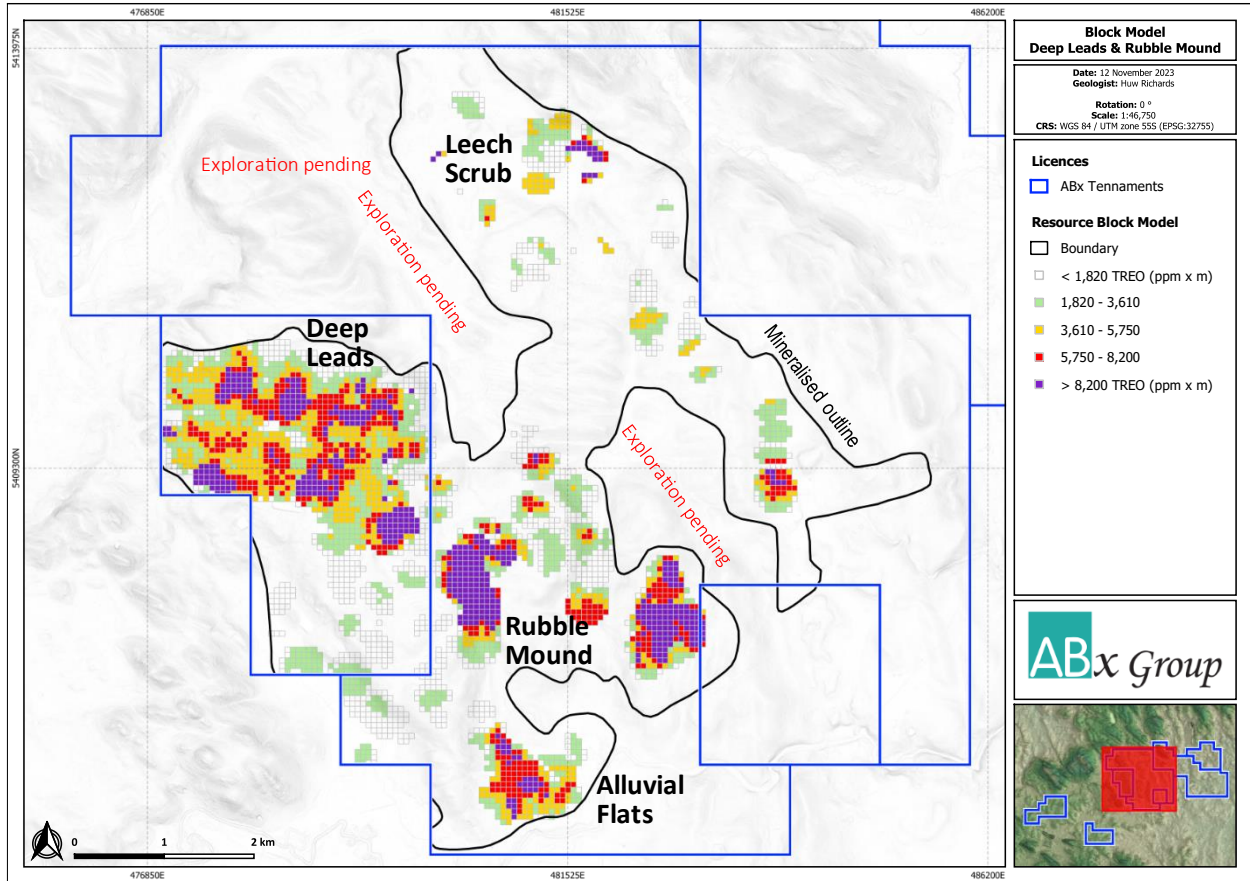 476850E
481525E
486200E
5413975N
5409300N
Leech
Scrub
Exploration pending
Exploration pending
Deep
Leads
Mineralised outline
Exploration pending
Rubble
Mound
Alluvial
Flats
0
1
2 km
476850E
481525E
486200E
Block Model
Deep Leads & Rubble Mound
Date: 12 November 2023
Geologist: Huw Richards
Rotation: 0 °
Scale: 1:46,750
CRS: WGS 84 / UTM zone 55S (EPSG:32755)
Licences
ABx Tennaments
Resource Block Model
Boundary
< 1,820 TREO (ppm x m)
1,820 - 3,610
3,610 - 5,750
5,750 - 8,200
> 8,200 TREO (ppm x m)
ABx Group